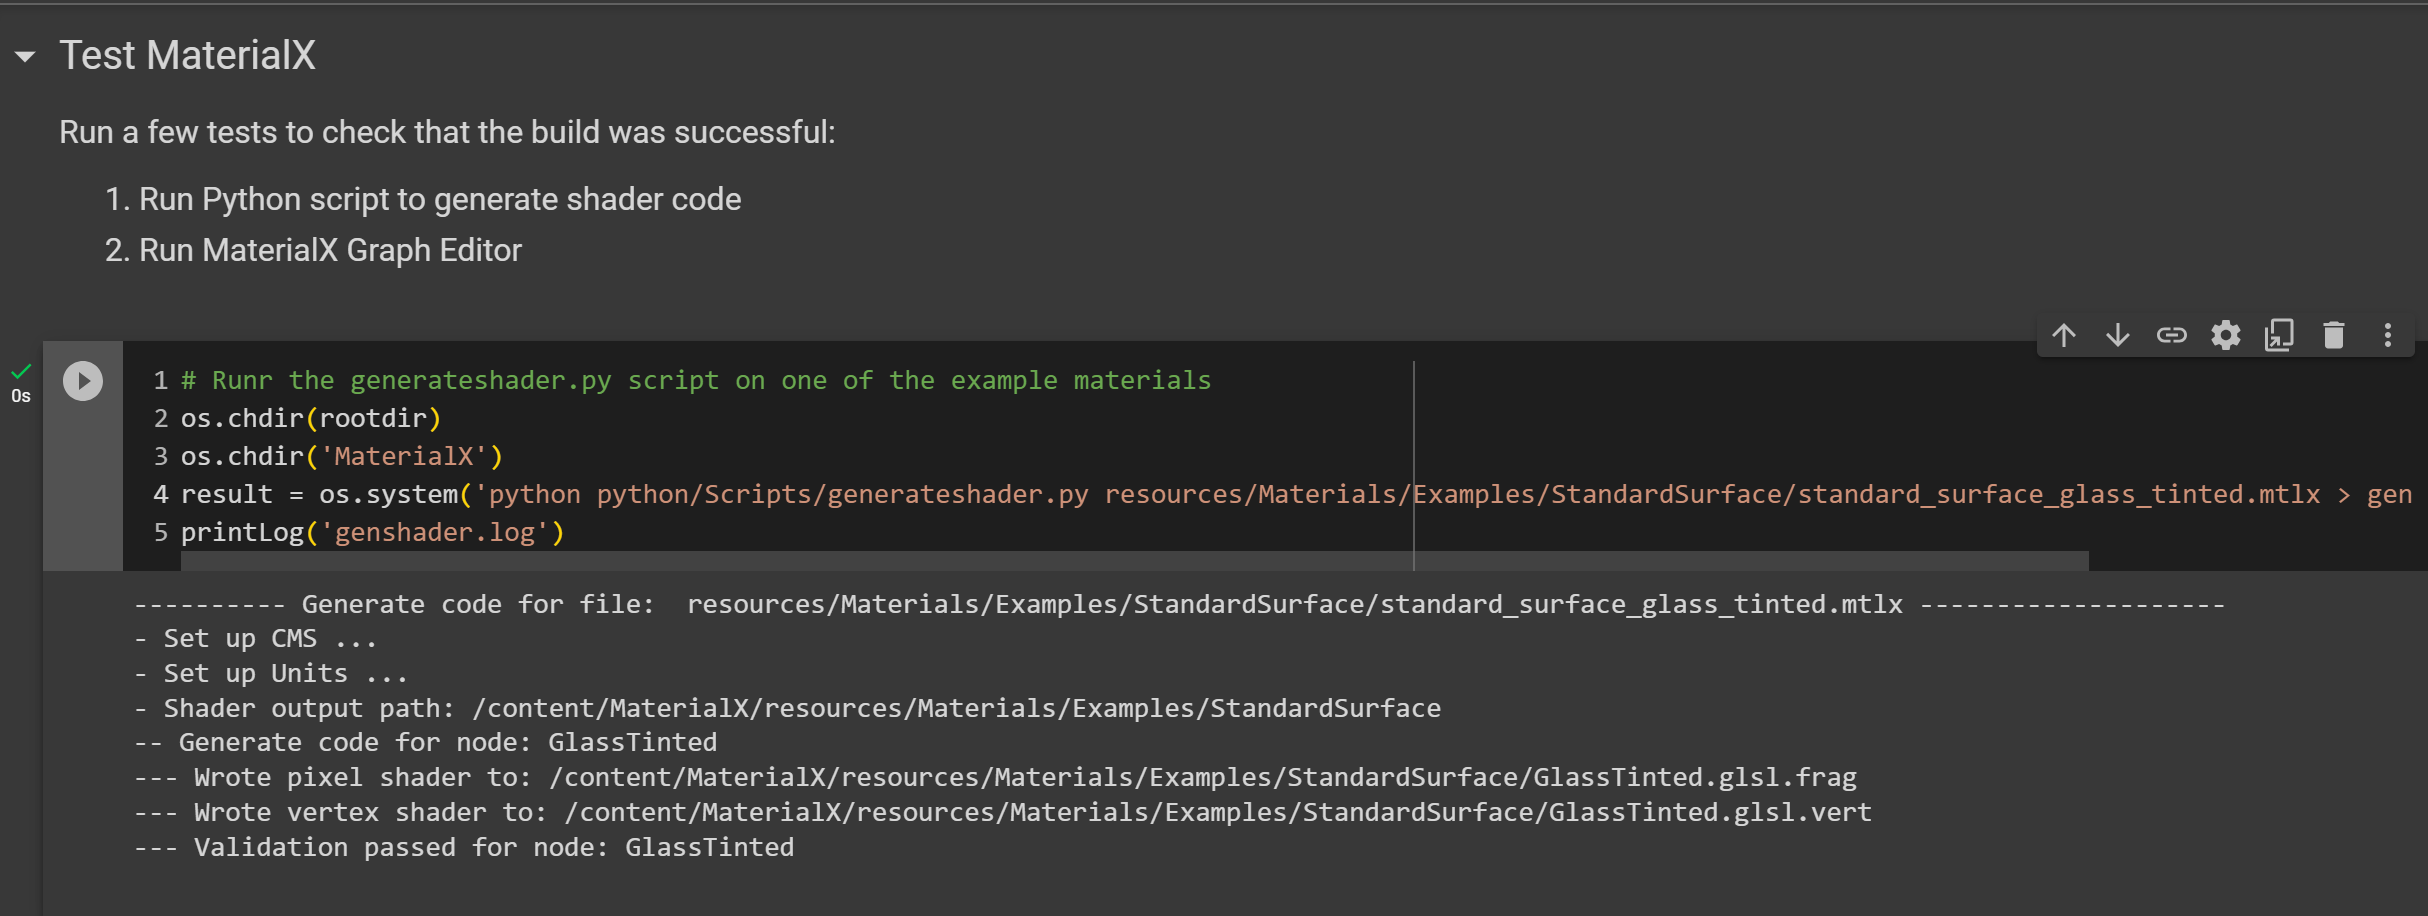 Test MaterialX
Run a few tests to check that the build was successful:
1. Run Python script to generate shader code
2. Run MaterialX Graph Editor
0s
1 # Runr the generateshader.py script on one of the example materials
2 os.chdir(rootdir)
3 os.chdir('MaterialX')
4 result = os.system('python python/Scripts/generateshader.py resources/Materials/Examples/StandardSurface/standard_surface_glass_tinted.mtlx > gen
5 printLog('genshader.log')
---------- Generate code for file:  resources/Materials/Examples/StandardSurface/standard_surface_glass_tinted.mtlx --------------------
- Set up CMS ...
- Set up Units ...
- Shader output path: /content/MaterialX/resources/Materials/Examples/StandardSurface
-- Generate code for node: GlassTinted
--- Wrote pixel shader to: /content/MaterialX/resources/Materials/Examples/StandardSurface/GlassTinted.glsl.frag
--- Wrote vertex shader to: /content/MaterialX/resources/Materials/Examples/StandardSurface/GlassTinted.glsl.vert
--- Validation passed for node: GlassTinted